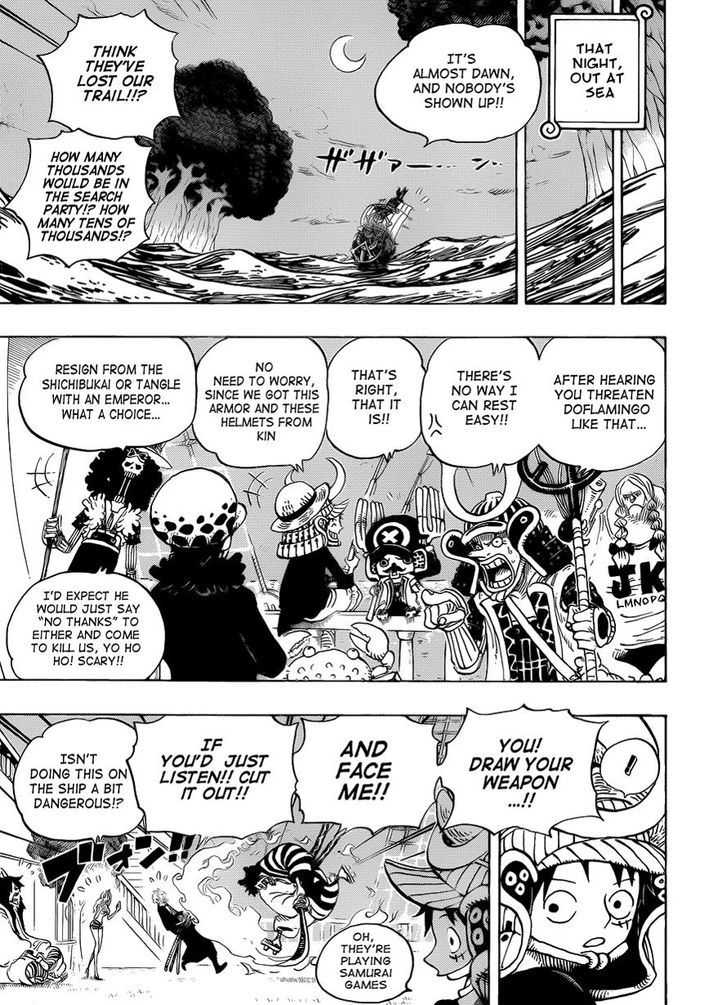 THAT
NIGHT,
OUT AT
SEA
IT'S
ALMOST DAWN,
AND NOBODY'S
SHOWN UP!!
THINK
THEY'VE
LOST OUR
TRAIL!!?
HOW MANY
THOUSANDS
WOULD BE IN
THE SEARCH
PARTY!? HOW
MANY TENS OF
THOUSANDS!?
ザザァー ン
AFTER HEARING
YOU THREATEN
DOFLAMINGO
LIKE THAT...
THERE'S
NO WAY I
CAN REST
EASY!!
THAT'S
RIGHT,
THAT IT
IS!!
NO
NEED TO WORRY,
SINCE WE GOT THIS
ARMOR AND THESE
HELMETS FROM
KIN
RESIGN FROM THE
SHICHIBUKAI OR TANGLE
WITH AN EMPEROR...
WHAT A CHOICE...
JK
LMNOPQ
I'D EXPECT HE
WOULD JUST SAY
"NO THANKS" TO
EITHER AND COME
TO KILL US, YO HO
HO! SCARY!!
!
YOU!
DRAW YOUR
WEAPON
...!!
AND
FACE
ME!!
IF
YOU'D JUST
LISTEN!! CUT
IT OUT!!
ISN'T
DOING THIS ON
THE SHIP A BIT
DANGEROUS!?
ブォン!!
OH,
THEY'RE
PLAYING
SAMURAI
GAMES